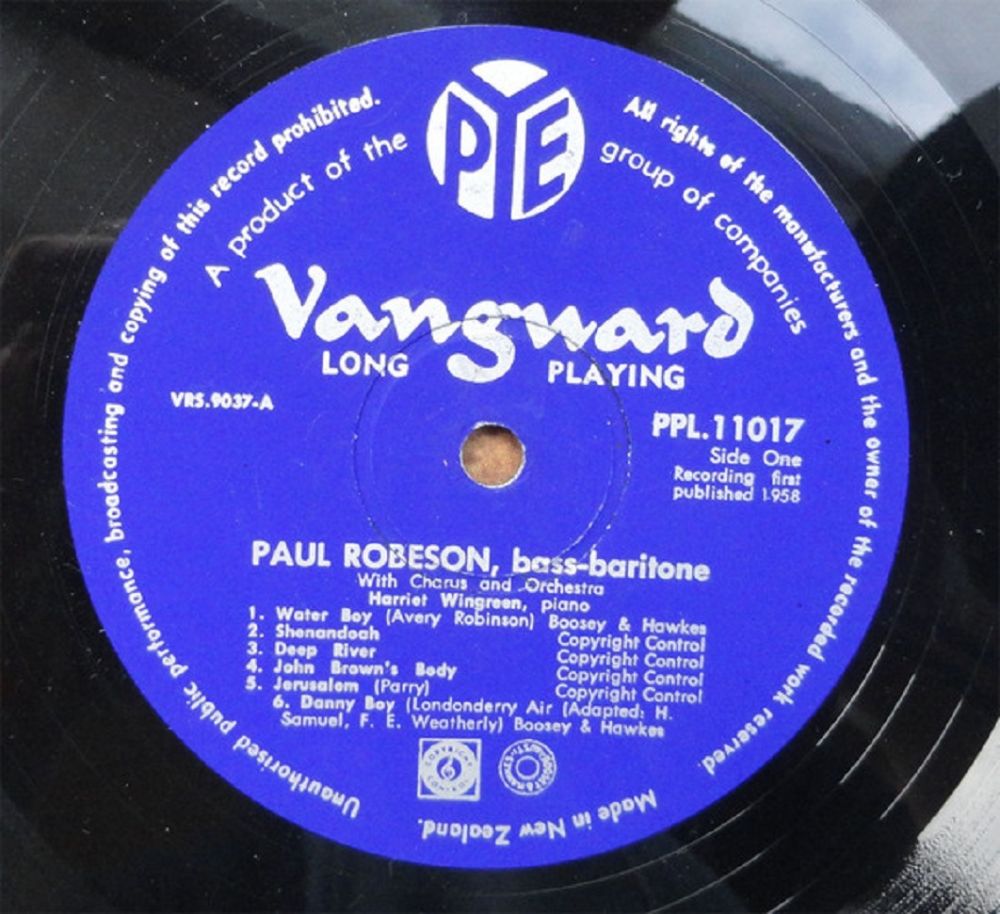 Unauthorised public performance, broadcasting and copying of this record prohibited.
All rights of the manufacturers and the owner of the recorded work reserved.
A product of the
PYE
group of companies
Vanguard
LONG PLAYING
VRS.9037-A
PPL.11017
Side One
Recording first
published 1958
PAUL ROBESON, bass-baritone
With Chorus and Orchestra
Harriet Wingreen, piano
1. Water Boy (Avery Robinson) Boosey & Hawkes
2. Shenandoah Copyright Control
3. Deep River Copyright Control
4. John Brown's Body Copyright Control
5. Jerusalem (Parry) Copyright Control
6. Danny Boy (Londonderry Air (Adapted: H.
Samuel, F. E. Weatherly) Boosey & Hawkes
Made in New Zealand.